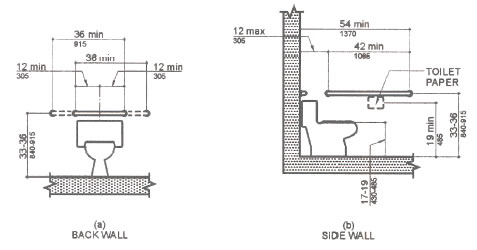 36 min
915
36 min
12 min
305
12 min
305
33-36
840-915
(a)
BACK WALL
12 max
305
54 min
1370
42 min
1065
TOILET
PAPER
19 min
485
33-36
840-915
17-19
430-485
(b)
SIDE WALL